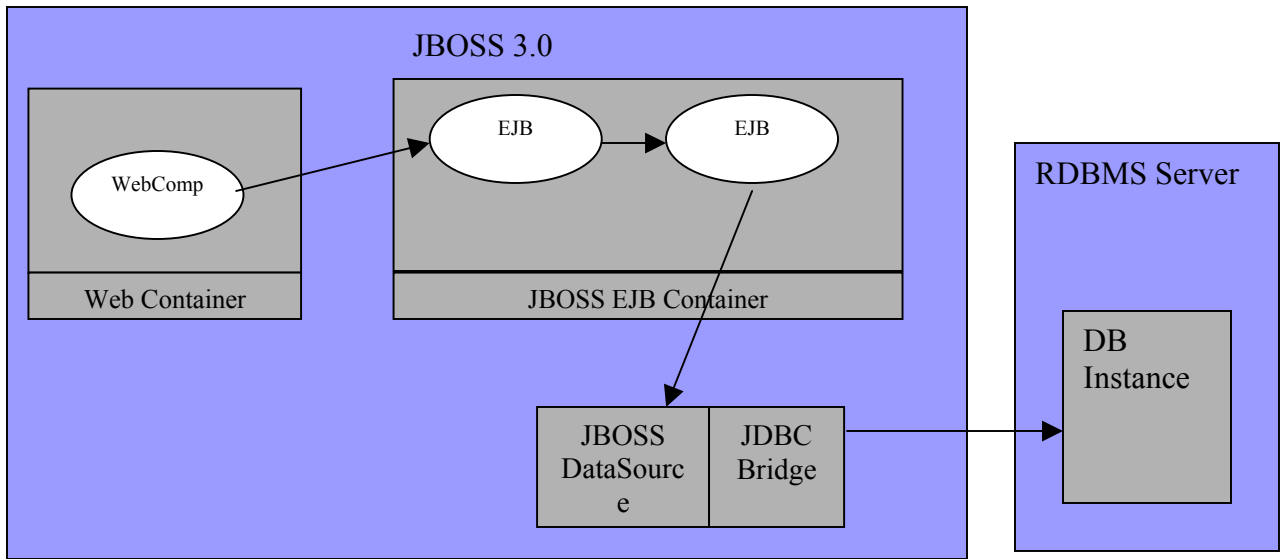 JBOSS 3.0
EJB
EJB
WebComp
RDBMS Server
Web Container
JBOSS EJB Container
DB
Instance
JBOSS
DataSourc
e
JDBC
Bridge